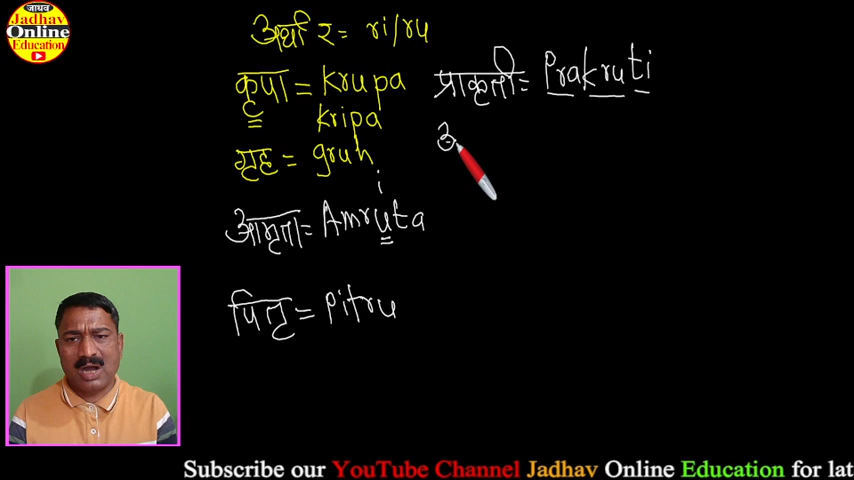 जाधव
Jadhav
Online
Education
अर्धा र = ri/ru
कृपा = krupa
kripa
गृह = gruh
i
अमृता = Amruta
पितृ = Pitru
प्राकृती = Prakruti
Subscribe our YouTube Channel Jadhav Online Education for lat